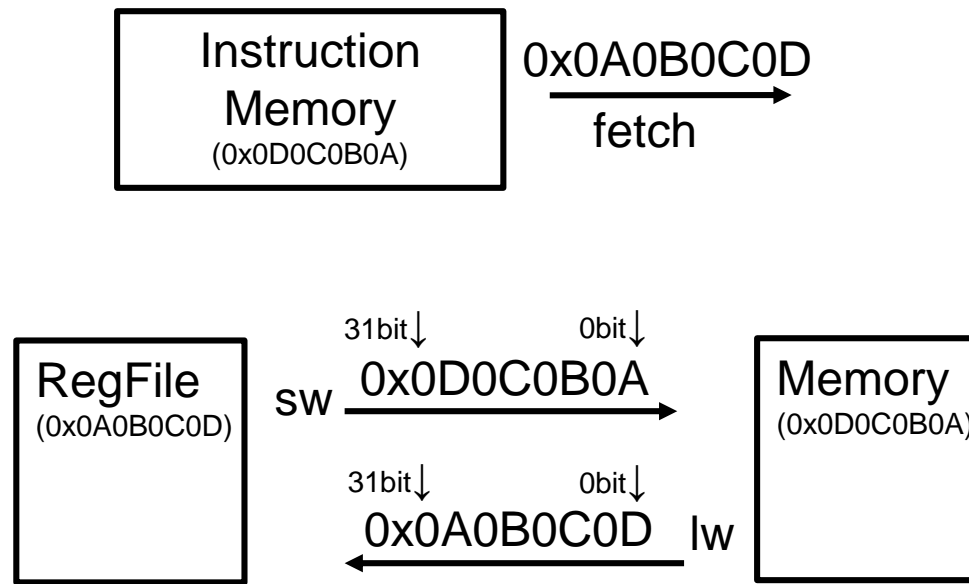 Instruction
Memory
(0x0D0C0B0A)
0x0A0B0C0D
fetch
RegFile
(0x0A0B0C0D)
31bit↓ 0bit↓
sw 0x0D0C0B0A
31bit↓ 0bit↓
0x0A0B0C0D lw
Memory
(0x0D0C0B0A)